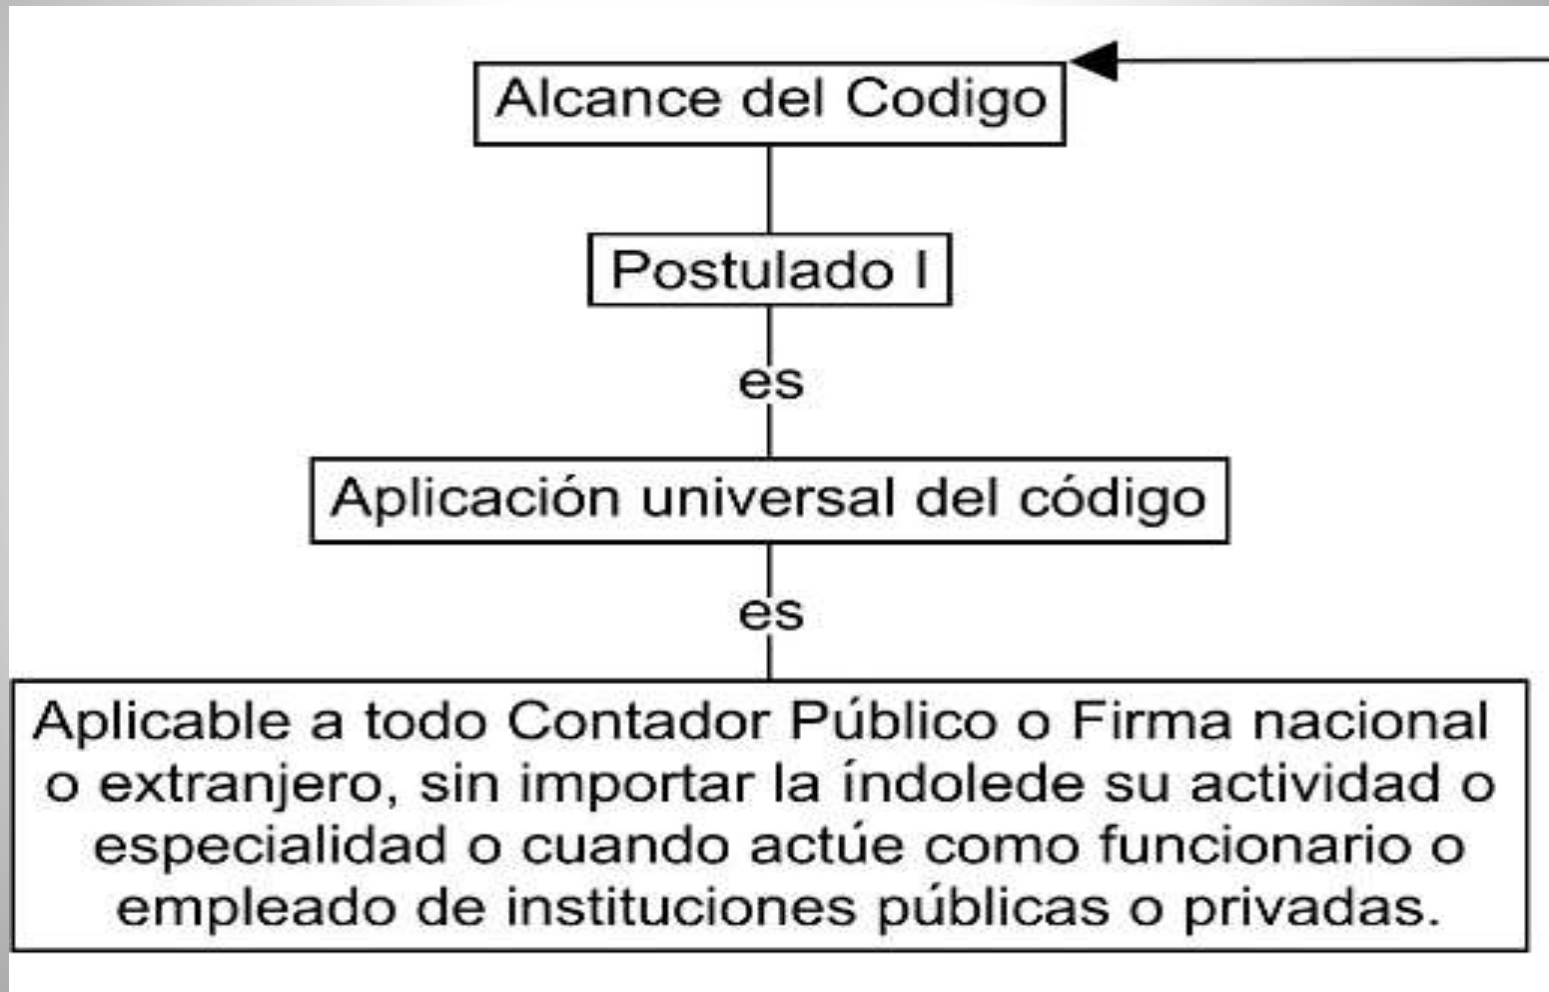 Alcance del Codigo
Postulado I
es
Aplicación universal del código
es
Aplicable a todo Contador Público o Firma nacional
o extranjero, sin importar la índolede su actividad o
especialidad o cuando actúe como funcionario o
empleado de instituciones públicas o privadas.